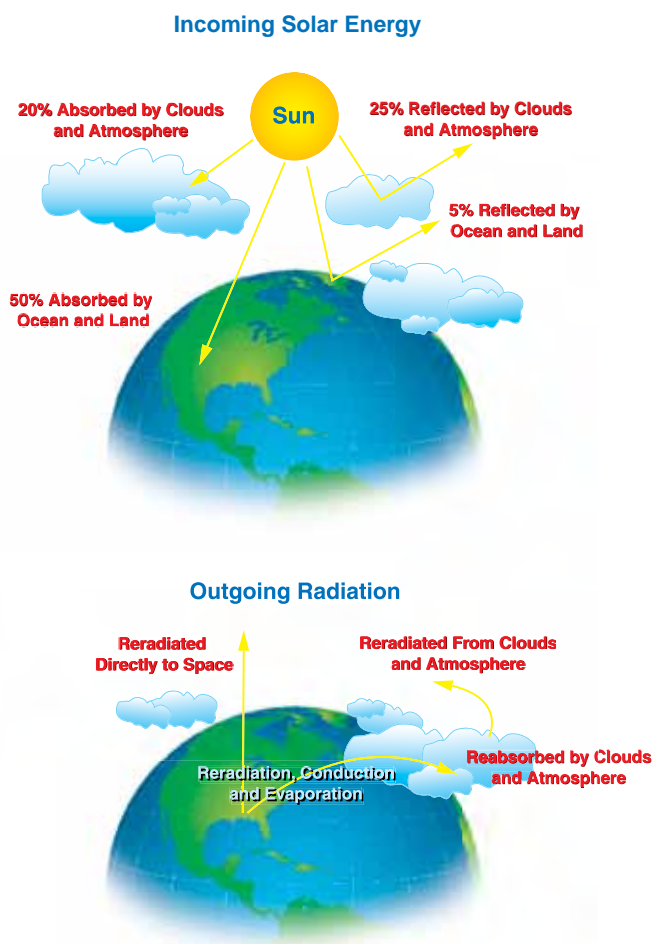 Incoming Solar Energy
20% Absorbed by Clouds
and Atmosphere
Sun
25% Reflected by Clouds
and Atmosphere
5% Reflected by
Ocean and Land
50% Absorbed by
Ocean and Land
Outgoing Radiation
Reradiated
Directly to Space
Reradiated From Clouds
and Atmosphere
Reradiation, Conduction
and Evaporation
Reabsorbed by Clouds
and Atmosphere